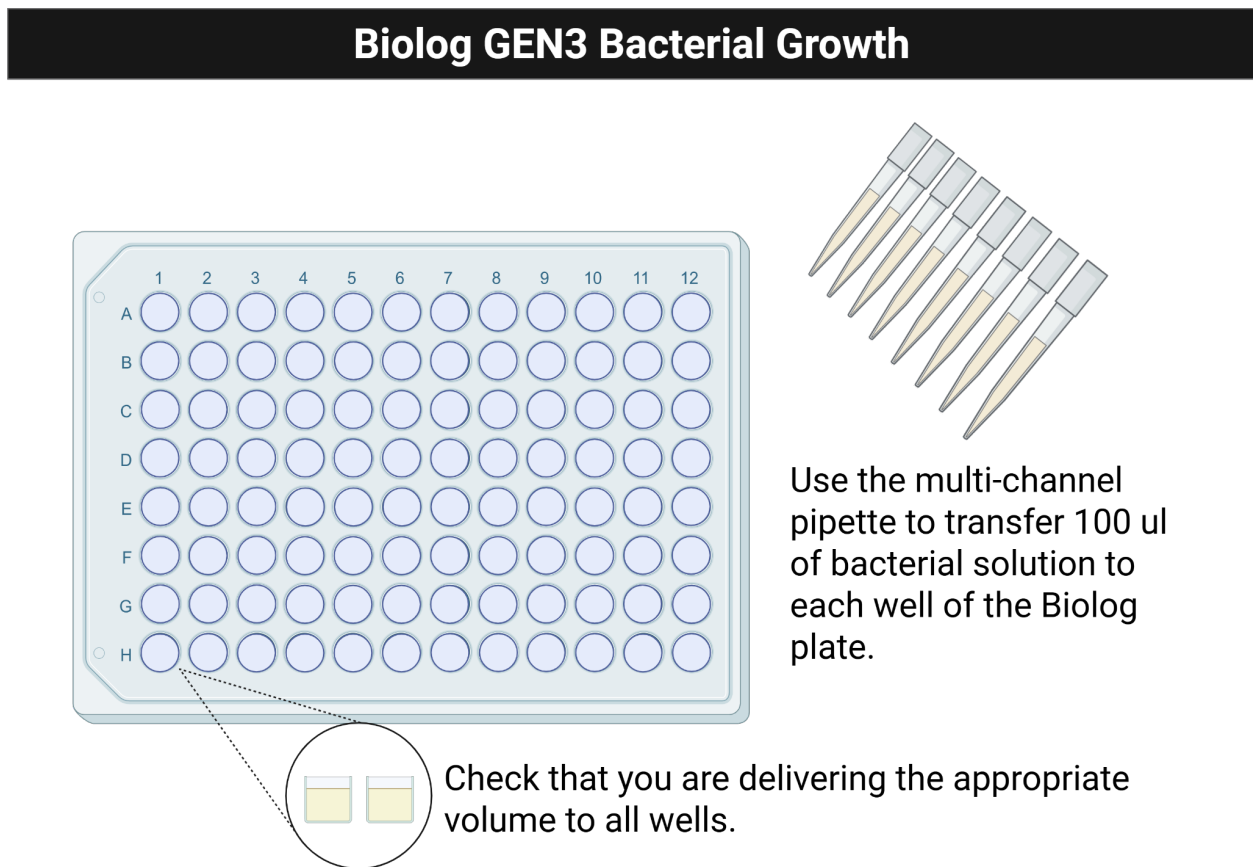 Biolog GEN3 Bacterial Growth
1 2 3 4 5 6 7 8 9 10 11 12
A
B
C
D
E
F
G
H
Use the multi-channel
pipette to transfer 100 ul
of bacterial solution to
each well of the Biolog
plate.
Check that you are delivering the appropriate
volume to all wells.